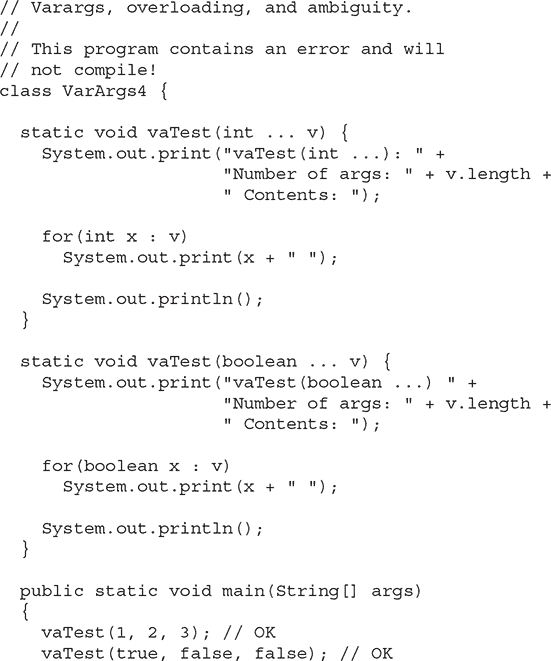 // Varargs, overloading, and ambiguity.
//
// This program contains an error and will
// not compile!
class VarArgs4 {

  static void vaTest(int ... v) {
    System.out.print("vaTest(int ...): " +
                     "Number of args: " + v.length +
                     " Contents: ");

    for(int x : v)
      System.out.print(x + " ");

    System.out.println();
  }

  static void vaTest(boolean ... v) {
    System.out.print("vaTest(boolean ...) " +
                     "Number of args: " + v.length +
                     " Contents: ");

    for(boolean x : v)
      System.out.print(x + " ");

    System.out.println();
  }

  public static void main(String[] args)
  {
    vaTest(1, 2, 3); // OK
    vaTest(true, false, false); // OK